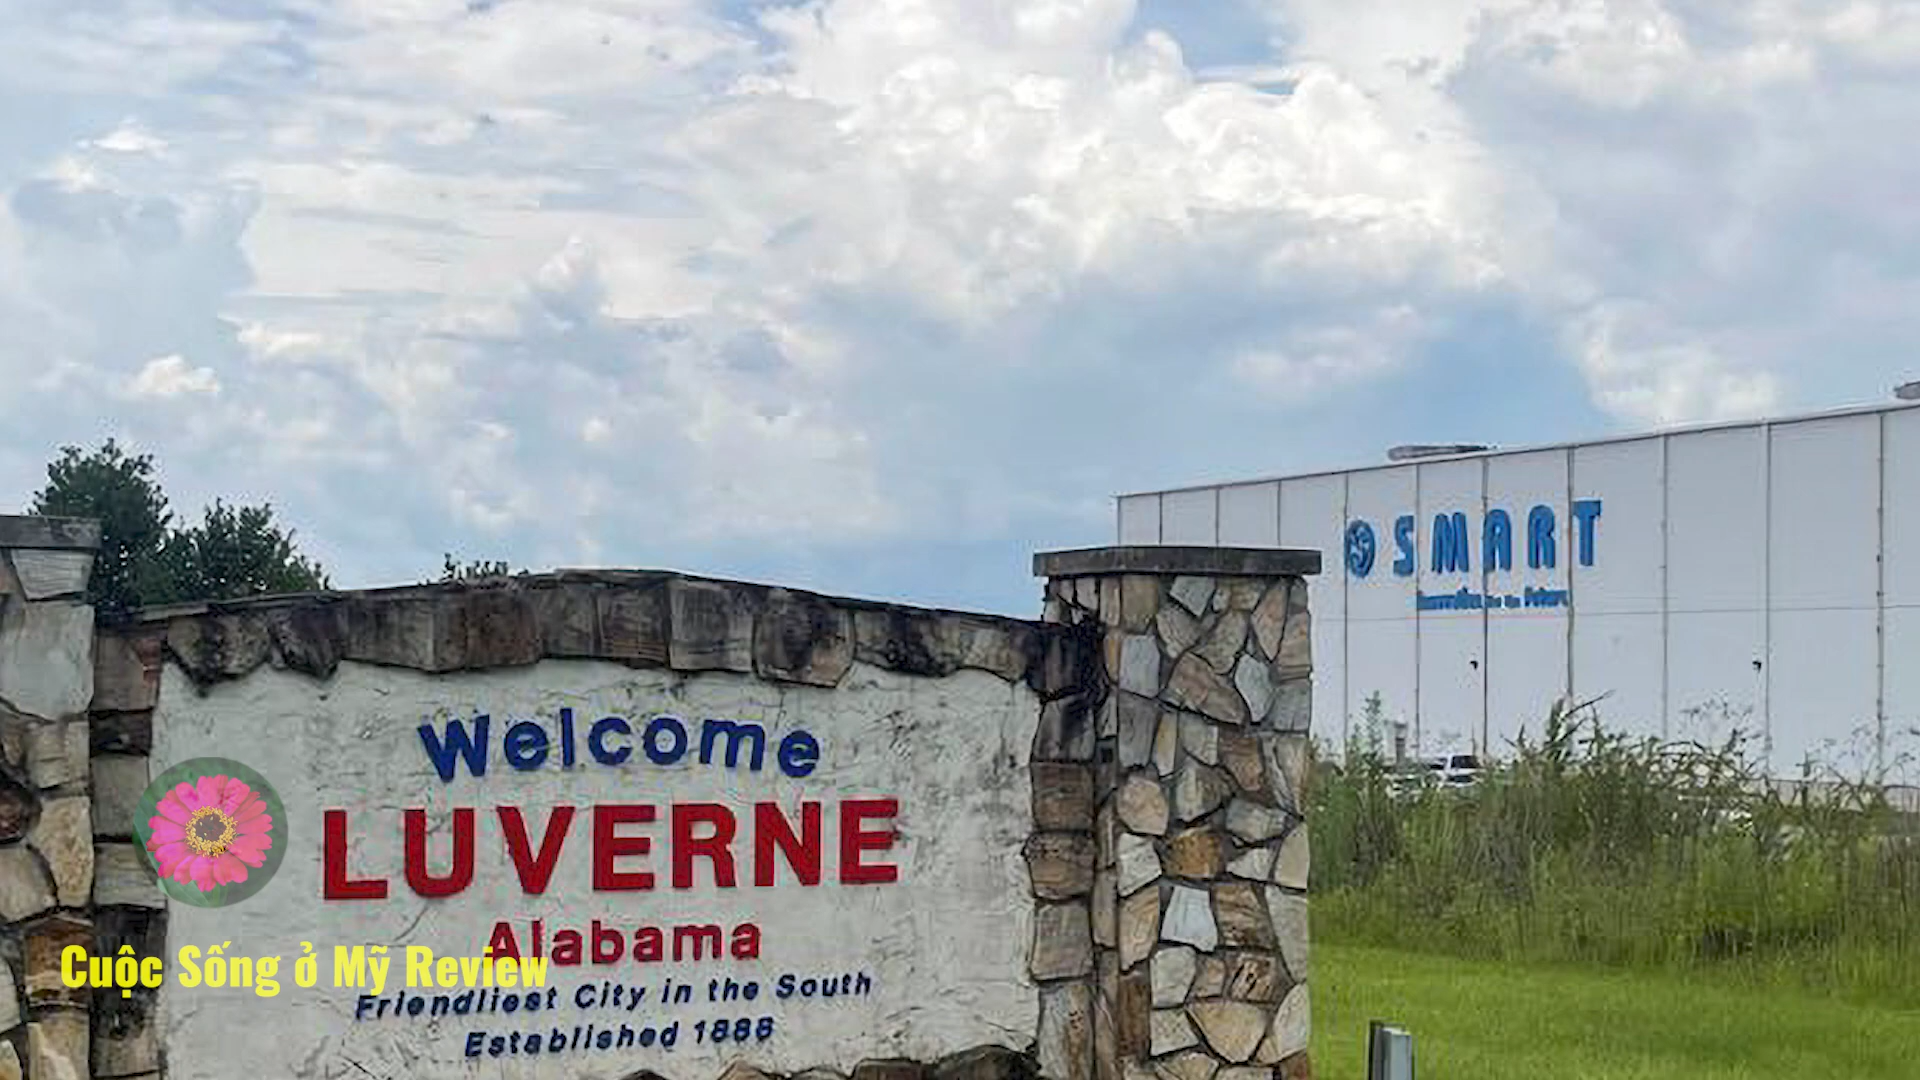 SMART
Welcome
LUVERNE
Alabama
Friendliest City in the South
Established 1888
Cuộc Sống ở Mỹ Review